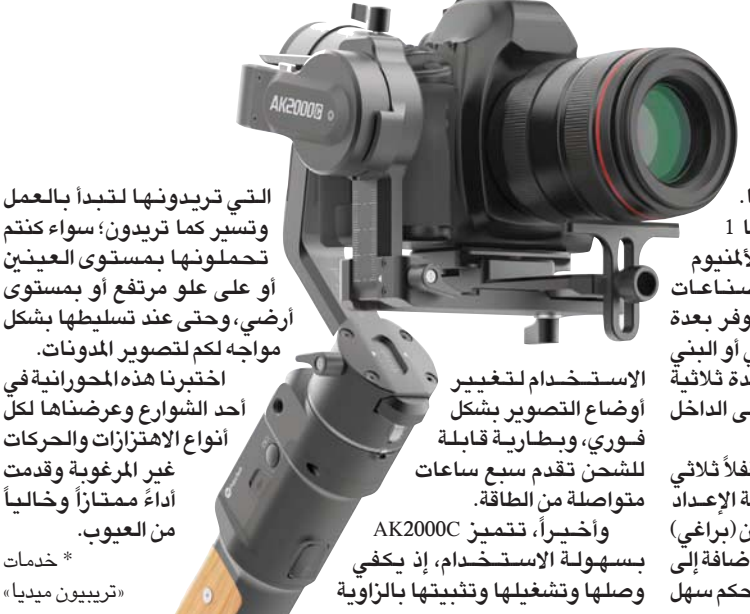 AK2000C
ا.
ا 1
لألمنيوم
سناعات
وفر بعدة
ي أو البني
دة ثلاثية
ى الداخل
فلاً ثلاثي
ة الإعداد
ن (براغي)
ضافة إلى
حكم سهل
الاستخدام لتغيير
أوضاع التصوير بشكل
فوري، وبطارية قابلة
للشحن تقدم سبع ساعات
متواصلة من الطاقة.
وأخيراً، تتميز AK2000C
بسهولة الاستخدام، إذ يكفي
وصلها وتشغيلها وتثبيتها بالزاوية
التي تريدونها لتبدأ بالعمل
وتسير كما تريدون؛ سواء كنتم
تحملونها بمستوى العينين
أو على علو مرتفع أو بمستوى
أرضي، وحتى عند تسليطها بشكل
مواجه لكم لتصوير المدونات.
اختبرنا هذه المحورانية في
أحد الشوارع وعرضناها لكل
أنواع الاهتزازات والحركات
غير المرغوبة وقدمت
أداءً ممتازاً وخالياً
من العيوب.
* خدمات
«تريبيون ميديا»